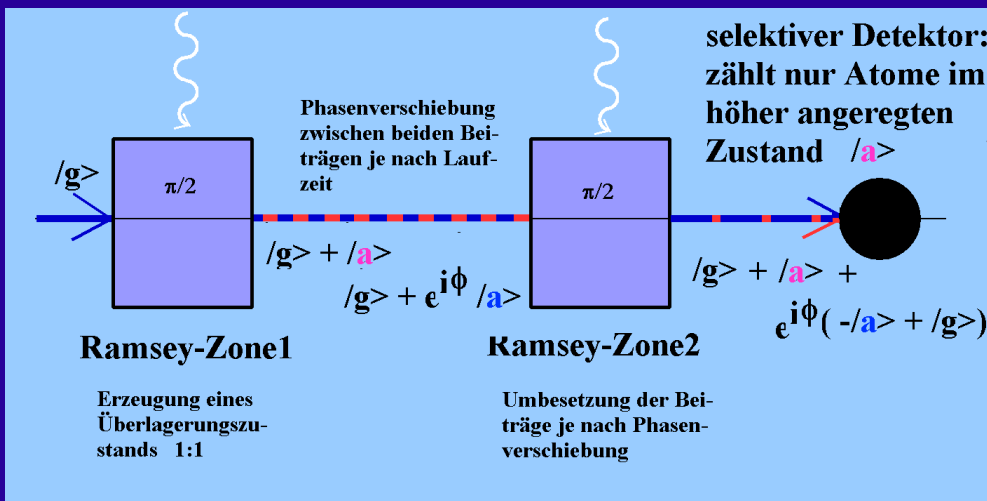 selektiver Detektor:
zählt nur Atome im
höher angeregten
Zustand /a>
Phasenverschiebung
zwischen beiden Bei-
trägen je nach Lauf-
zeit
/g>
π/2
π/2
/g> + /a>
/g> + e^iϕ /a>
/g> + /a> +
e^iϕ( -/a> + /g>)
Ramsey-Zone1
Ramsey-Zone2
Erzeugung eines
Überlagerungszu-
stands 1:1
Umbesetzung der Bei-
träge je nach Phasen-
verschiebung